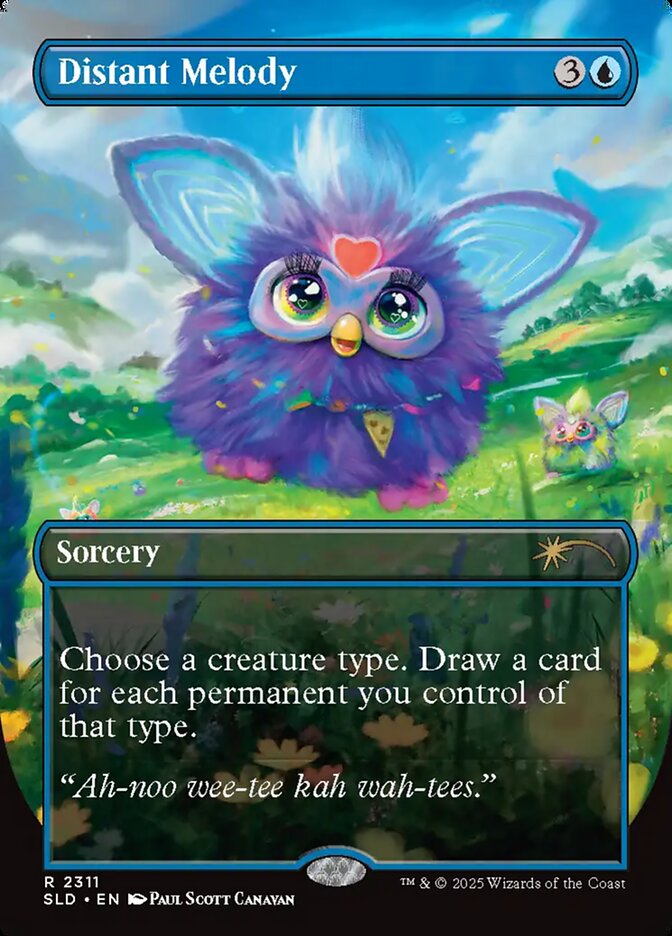 Distant Melody 3
Sorcery
Choose a creature type. Draw a card
for each permanent you control of
that type.
“Ah-noo wee-tee kah wah-tees.”
R 2311
SLD • EN Paul Scott Canavan
™ & © 2025 Wizards of the Coast